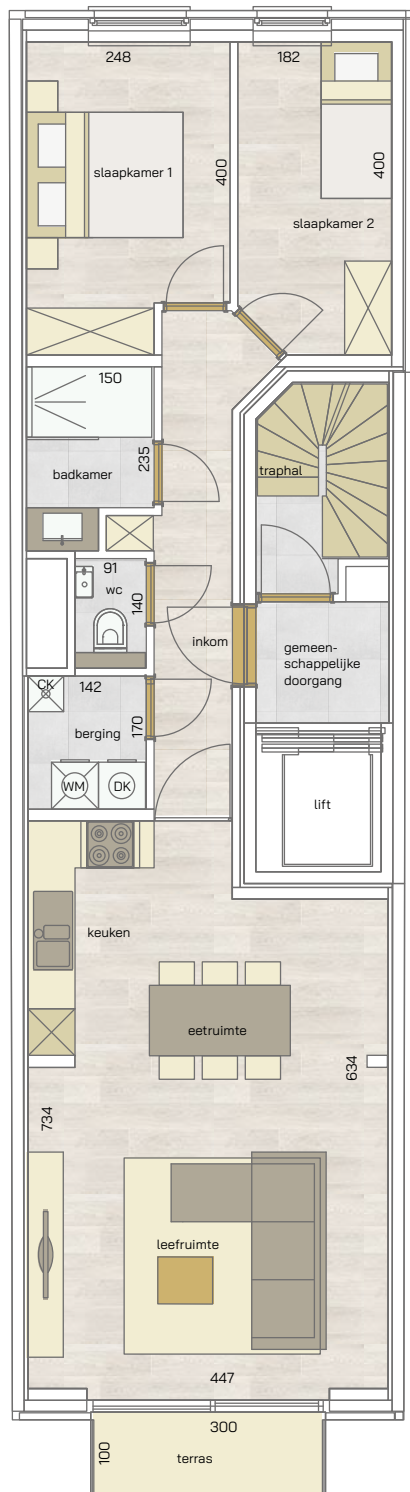 248
182
slaapkamer 1
400
400
slaapkamer 2
150
235
badkamer
traphal
91
wc
140
inkom
gemeen-
schappelijke
doorgang
CK
142
170
berging
WM
DK
lift
keuken
eetruimte
634
734
leefruimte
447
300
100
terras